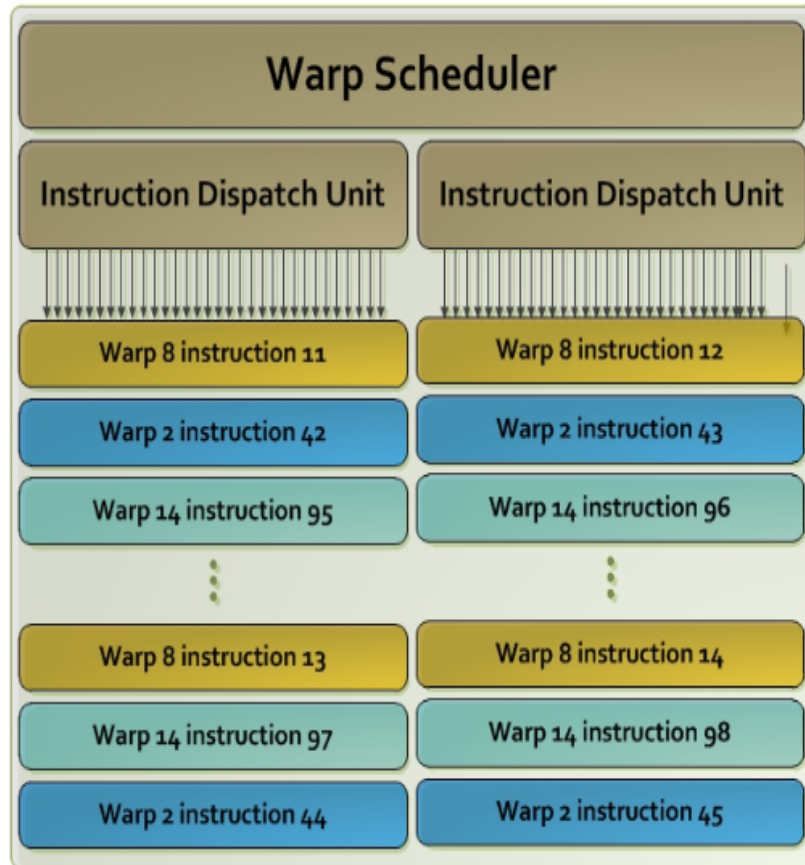 Warp Scheduler
Instruction Dispatch Unit
Instruction Dispatch Unit
Warp 8 instruction 11
Warp 8 instruction 12
Warp 2 instruction 42
Warp 2 instruction 43
Warp 14 instruction 95
Warp 14 instruction 96
Warp 8 instruction 13
Warp 8 instruction 14
Warp 14 instruction 97
Warp 14 instruction 98
Warp 2 instruction 44
Warp 2 instruction 45